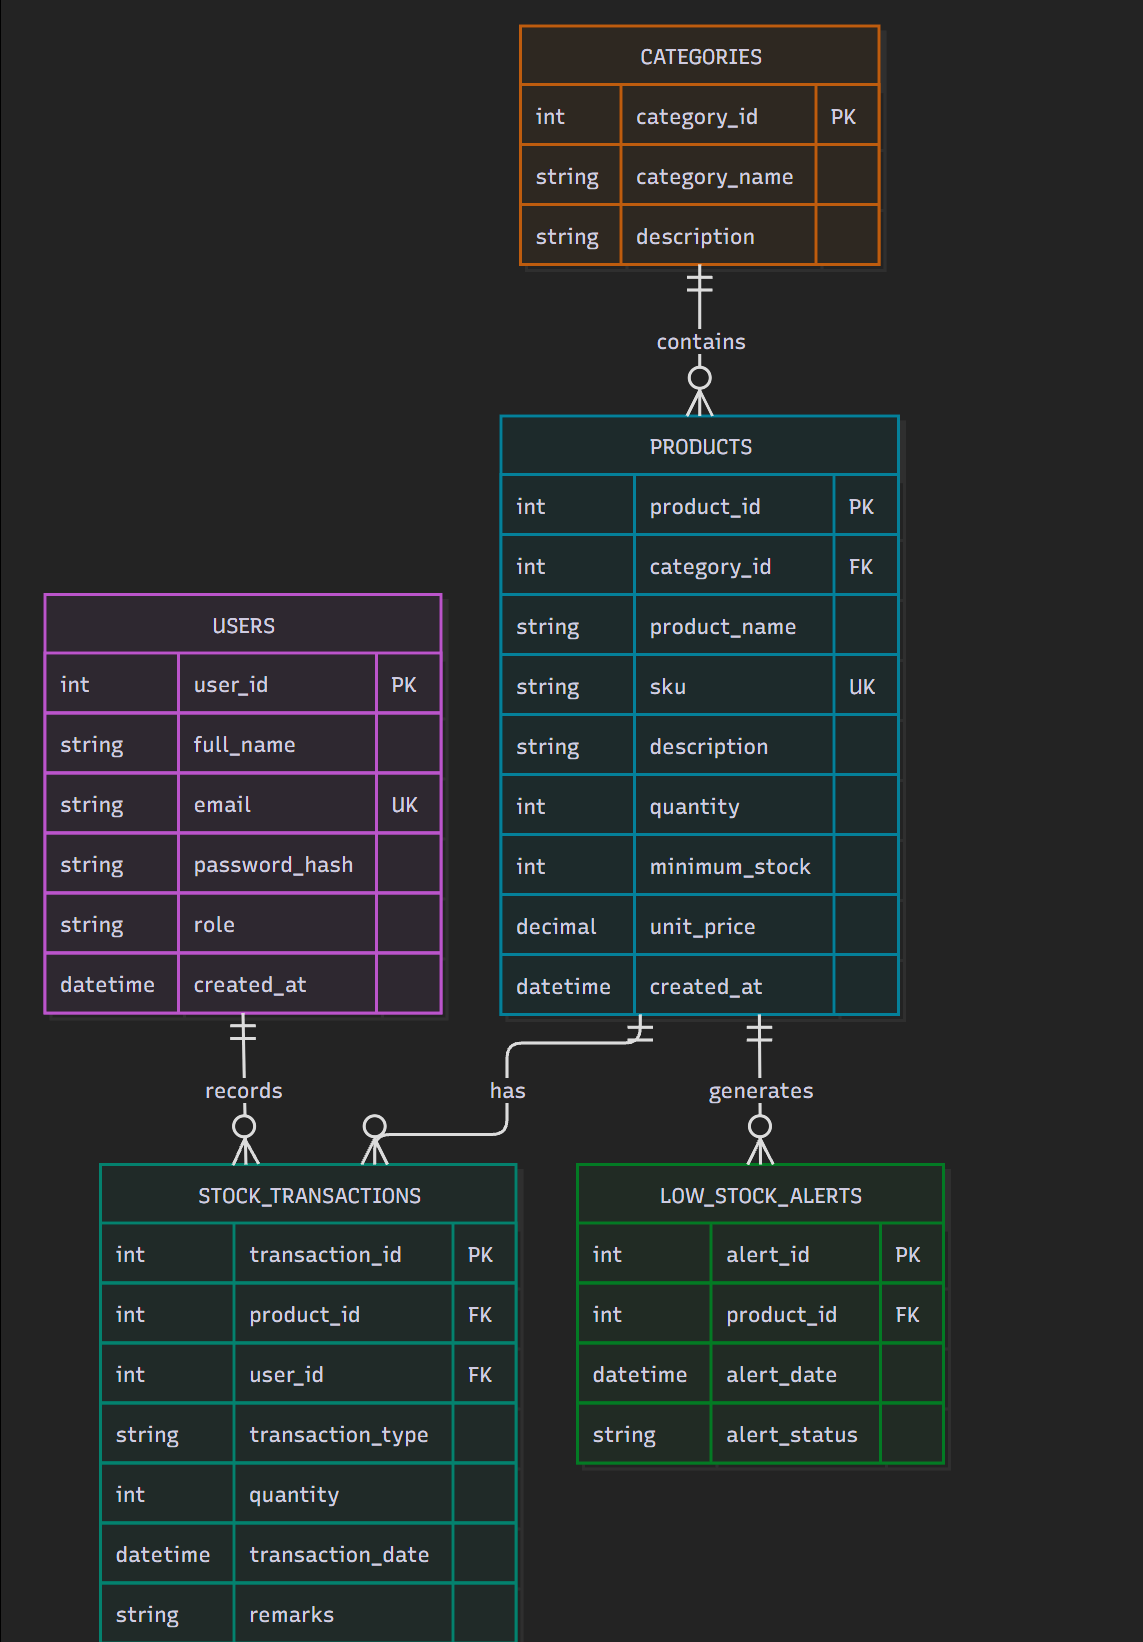 CATEGORIES
int category_id PK
string category_name
string description
contains
PRODUCTS
int product_id PK
int category_id FK
string product_name
string sku UK
string description
int quantity
int minimum_stock
decimal unit_price
datetime created_at
USERS
int user_id PK
string full_name
string email UK
string password_hash
string role
datetime created_at
records
has
generates
STOCK_TRANSACTIONS
int transaction_id PK
int product_id FK
int user_id FK
string transaction_type
int quantity
datetime transaction_date
string remarks
LOW_STOCK_ALERTS
int alert_id PK
int product_id FK
datetime alert_date
string alert_status